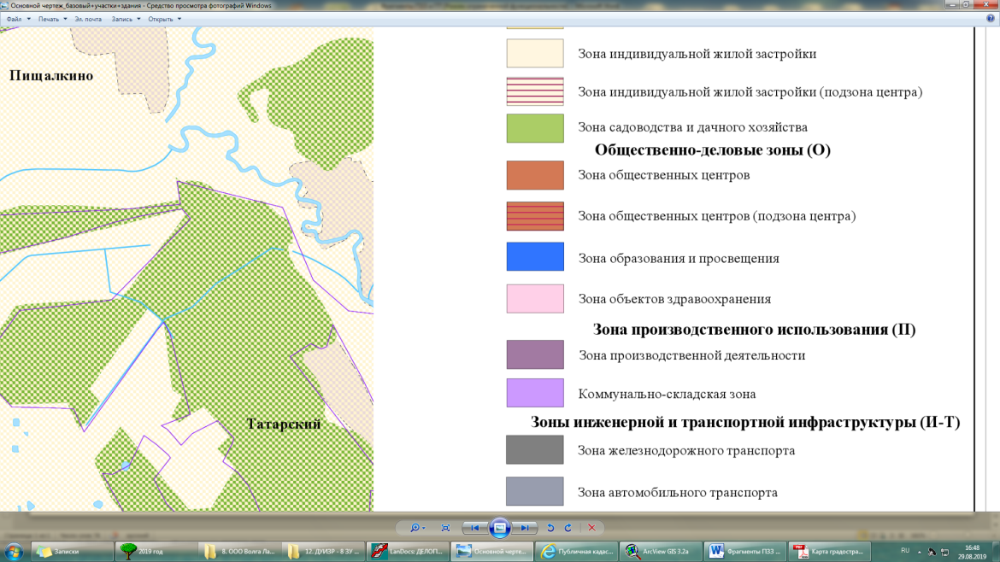 Основной чертеж_базовый+участки+здания - Средство просмотра фотографий Windows
Файл Печать Эл. почта Запись Открыть
Пищалкино
Татарский
Зона индивидуальной жилой застройки
Зона индивидуальной жилой застройки (подзона центра)
Зона садоводства и дачного хозяйства
Общественно-деловые зоны (О)
Зона общественных центров
Зона общественных центров (подзона центра)
Зона образования и просвещения
Зона объектов здравоохранения
Зона производственного использования (П)
Зона производственной деятельности
Коммунально-складская зона
Зоны инженерной и транспортной инфраструктуры (И-Т)
Зона железнодорожного транспорта
Зона автомобильного транспорта
Записки
2019 год
8. ООО Волга Ла...
12. ДУИЗР - 8 ЗУ ...
LanDocs: ДЕЛОП...
Основной черте...
Публичная кадас...
ArcView GIS 3.2a
Фрагменты ПЗЗ ...
Карта градостра...
RU
16:48
29.08.2019